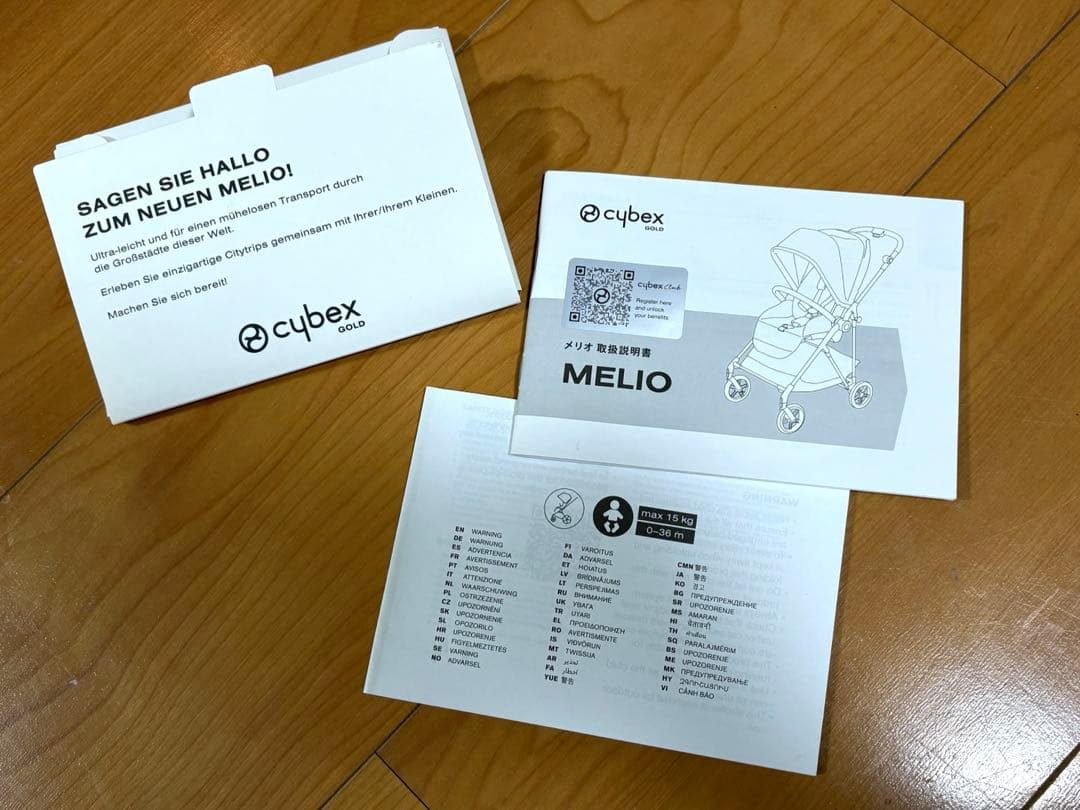 SAGEN SIE HALLO
ZUM NEUEN MELIO!
Ultra-leicht und für einen mühelosen Transport durch
die Großstädte dieser Welt.
Erleben Sie einzigartige Citytrips gemeinsam mit Ihrer/Ihrem Kleinen.
Machen Sie sich bereit!
cybex
GOLD
cybex
GOLD
cybex Club
Register here
and unlock
your benefits
メリオ 取扱説明書
MELIO
max 15 kg
0–36 m
EN WARNING
DE WARNUNG
ES ADVERTENCIA
FR AVERTISSEMENT
PT AVISOS
IT ATTENZIONE
NL WAARSCHUWING
PL OSTRZEŻENIE
CZ UPOZORNĚNÍ
SK UPOZORNENIE
SL OPOZORILO
HR UPOZORENJE
HU FIGYELMEZTETÉS
SE VARNING
NO ADVARSEL
FI VAROITUS
DA ADVARSEL
ET HOIATUS
LV BRĪDINĀJUMS
LT PERSPĖJIMAS
RU ВНИМАНИЕ
UK УВАГА
TR UYARI
EL ΠΡΟΕΙΔΟΠΟΙΗΣΗ
RO AVERTISMENTE
IS VIÐVÖRUN
MT TWISSIJA
AR تحذير
FA اخطار
YUE 警告
CMN 警告
JA 警告
KO 경고
BG ПРЕДУПРЕЖДЕНИЕ
SR UPOZORENJE
MS AMARAN
HI चेतावनी
TH คำเตือน
SQ PARALAJMËRIM
BS UPOZORENJE
ME UPOZORENJE
MK ПРЕДУПРЕДУВАЊЕ
HY ԶԳՈՒՇԱՑՈՒՄ
VI CẢNH BÁO